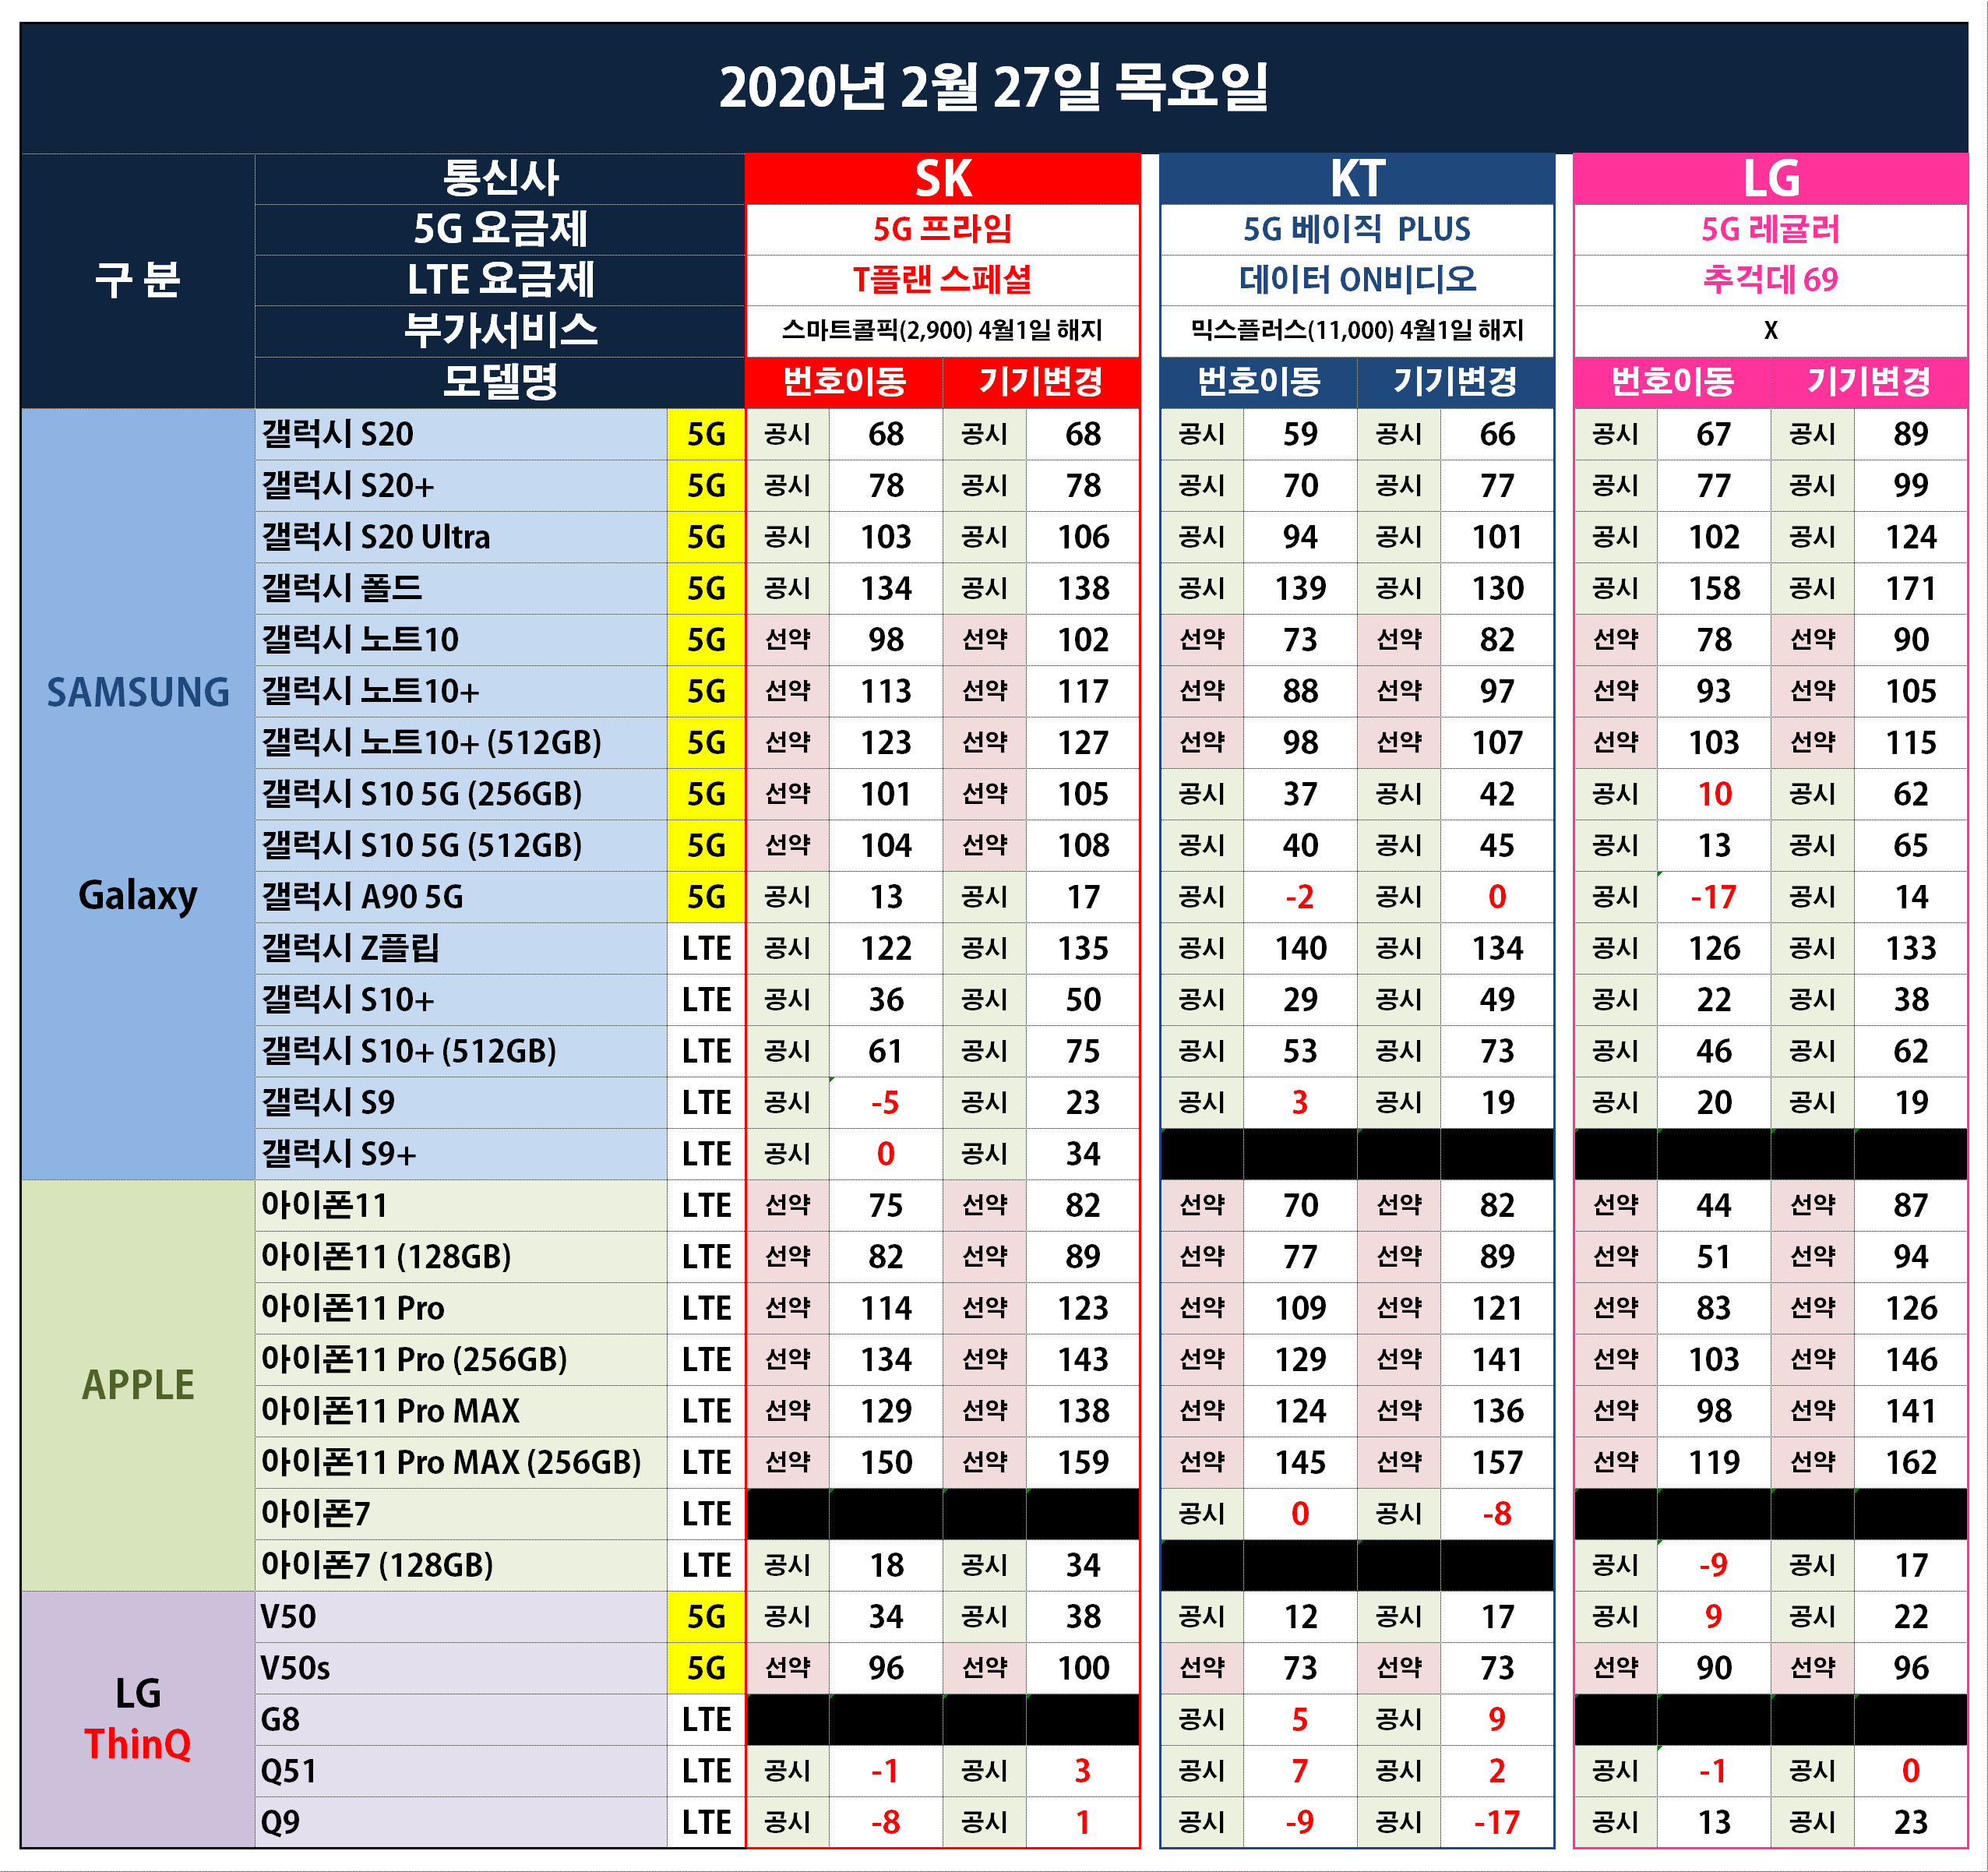 2020년 2월 27일 목요일
구 분 통신사 SK KT LG
5G 요금제 5G 프라임 5G 베이직 PLUS 5G 레귤러
LTE 요금제 T플랜 스페셜 데이터 ON비디오 추걱데 69
부가서비스 스마트콜픽(2,900) 4월1일 해지 믹스플러스(11,000) 4월1일 해지 X
모델명 번호이동 기기변경 번호이동 기기변경 번호이동 기기변경
SAMSUNG
Galaxy
갤럭시 S20 5G 공시 68 공시 68 공시 59 공시 66 공시 67 공시 89
갤럭시 S20+ 5G 공시 78 공시 78 공시 70 공시 77 공시 77 공시 99
갤럭시 S20 Ultra 5G 공시 103 공시 106 공시 94 공시 101 공시 102 공시 124
갤럭시 폴드 5G 공시 134 공시 138 공시 139 공시 130 공시 158 공시 171
갤럭시 노트10 5G 선약 98 선약 102 선약 73 선약 82 선약 78 선약 90
갤럭시 노트10+ 5G 선약 113 선약 117 선약 88 선약 97 선약 93 선약 105
갤럭시 노트10+ (512GB) 5G 선약 123 선약 127 선약 98 선약 107 선약 103 선약 115
갤럭시 S10 5G (256GB) 5G 선약 101 선약 105 공시 37 공시 42 공시 10 공시 62
갤럭시 S10 5G (512GB) 5G 선약 104 선약 108 공시 40 공시 45 공시 13 공시 65
갤럭시 A90 5G 5G 공시 13 공시 17 공시 -2 공시 0 공시 -17 공시 14
갤럭시 Z플립 LTE 공시 122 공시 135 공시 140 공시 134 공시 126 공시 133
갤럭시 S10+ LTE 공시 36 공시 50 공시 29 공시 49 공시 22 공시 38
갤럭시 S10+ (512GB) LTE 공시 61 공시 75 공시 53 공시 73 공시 46 공시 62
갤럭시 S9 LTE 공시 -5 공시 23 공시 3 공시 19 공시 20 공시 19
갤럭시 S9+ LTE 공시 0 공시 34
APPLE
아이폰11 LTE 선약 75 선약 82 선약 70 선약 82 선약 44 선약 87
아이폰11 (128GB) LTE 선약 82 선약 89 선약 77 선약 89 선약 51 선약 94
아이폰11 Pro LTE 선약 114 선약 123 선약 109 선약 121 선약 83 선약 126
아이폰11 Pro (256GB) LTE 선약 134 선약 143 선약 129 선약 141 선약 103 선약 146
아이폰11 Pro MAX LTE 선약 129 선약 138 선약 124 선약 136 선약 98 선약 141
아이폰11 Pro MAX (256GB) LTE 선약 150 선약 159 선약 145 선약 157 선약 119 선약 162
아이폰7 LTE 공시 0 공시 -8
아이폰7 (128GB) LTE 공시 18 공시 34 공시 -9 공시 17
LG
ThinQ
V50 5G 공시 34 공시 38 공시 12 공시 17 공시 9 공시 22
V50s 5G 선약 96 선약 100 선약 73 선약 73 선약 90 선약 96
G8 LTE 공시 5 공시 9
Q51 LTE 공시 -1 공시 3 공시 7 공시 2 공시 -1 공시 0
Q9 LTE 공시 -8 공시 1 공시 -9 공시 -17 공시 13 공시 23